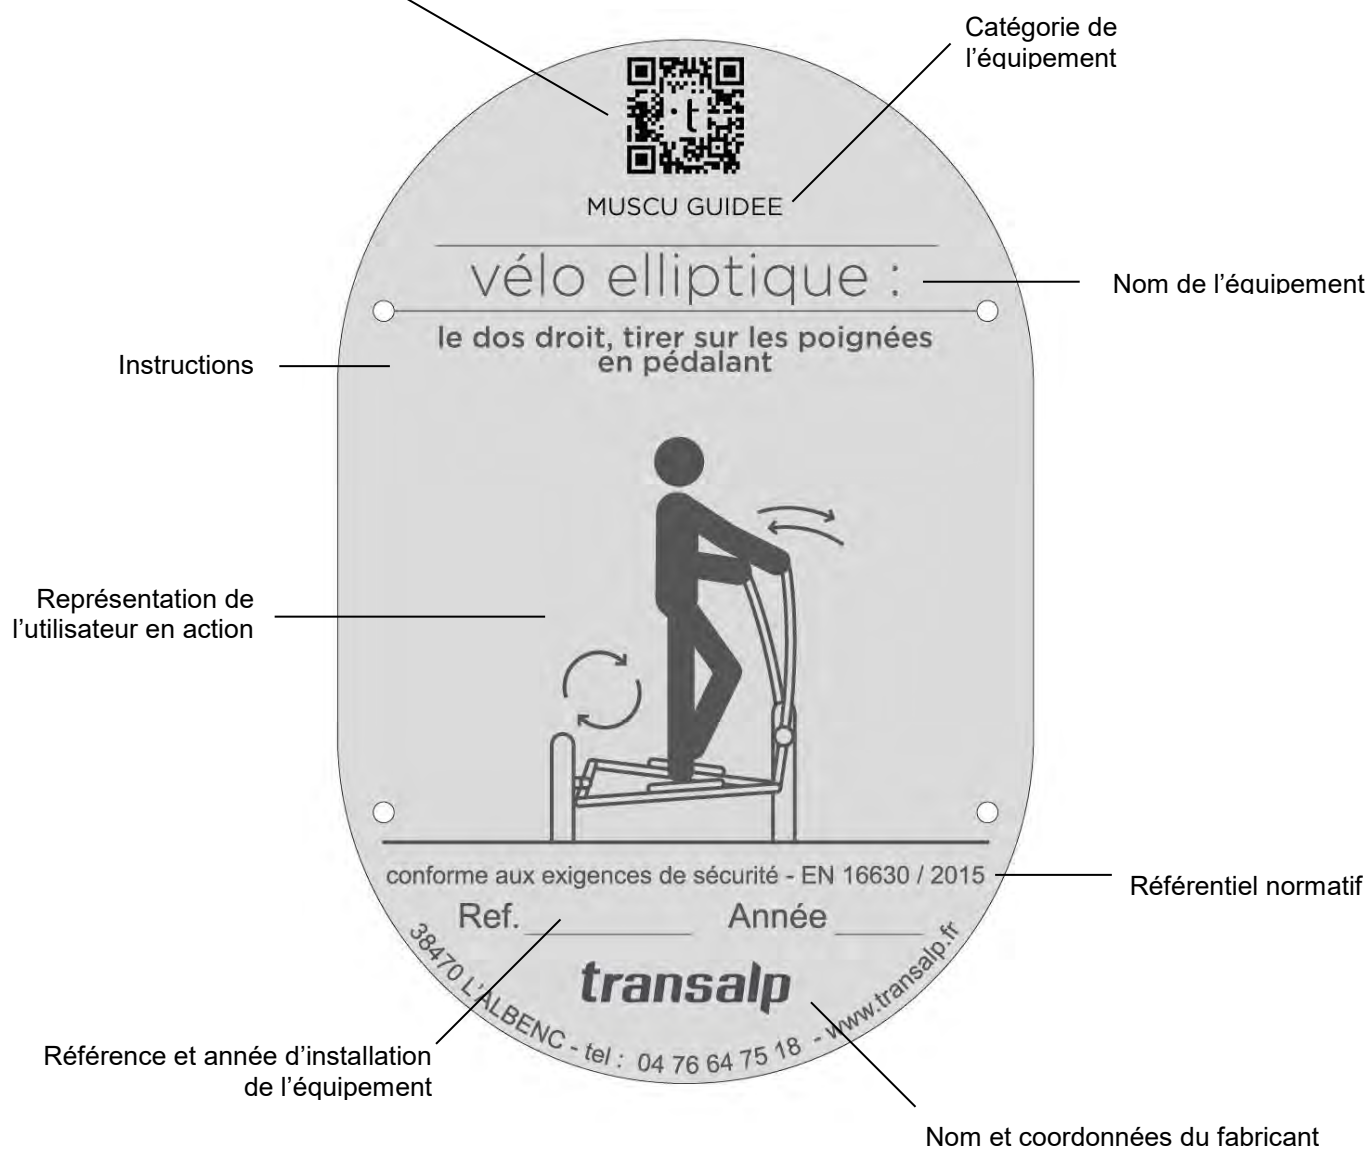 Catégorie de
l'équipement
t
MUSCU GUIDEE
vélo elliptique :
Nom de l'équipement
le dos droit, tirer sur les poignées
en pédalant
Instructions
Représentation de
l'utilisateur en action
conforme aux exigences de sécurité - EN 16630 / 2015
Référentiel normatif
Ref.__________ Année _____
transalp
38470 L'ALBENC - tel : 04 76 64 75 18 - www.transalp.fr
Référence et année d'installation
de l'équipement
Nom et coordonnées du fabricant